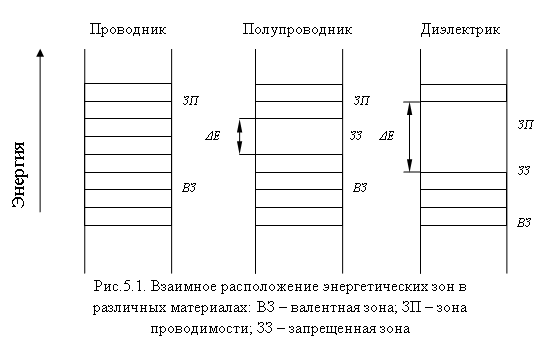 Проводник Полупроводник Диэлектрик
Энергия
ЗП ЗП ЗП
ΔE ЗЗ ΔE ЗЗ
ВЗ ВЗ ВЗ
Рис.5.1. Взаимное расположение энергетических зон в
различных материалах: ВЗ – валентная зона; ЗП – зона
проводимости; ЗЗ – запрещенная зона